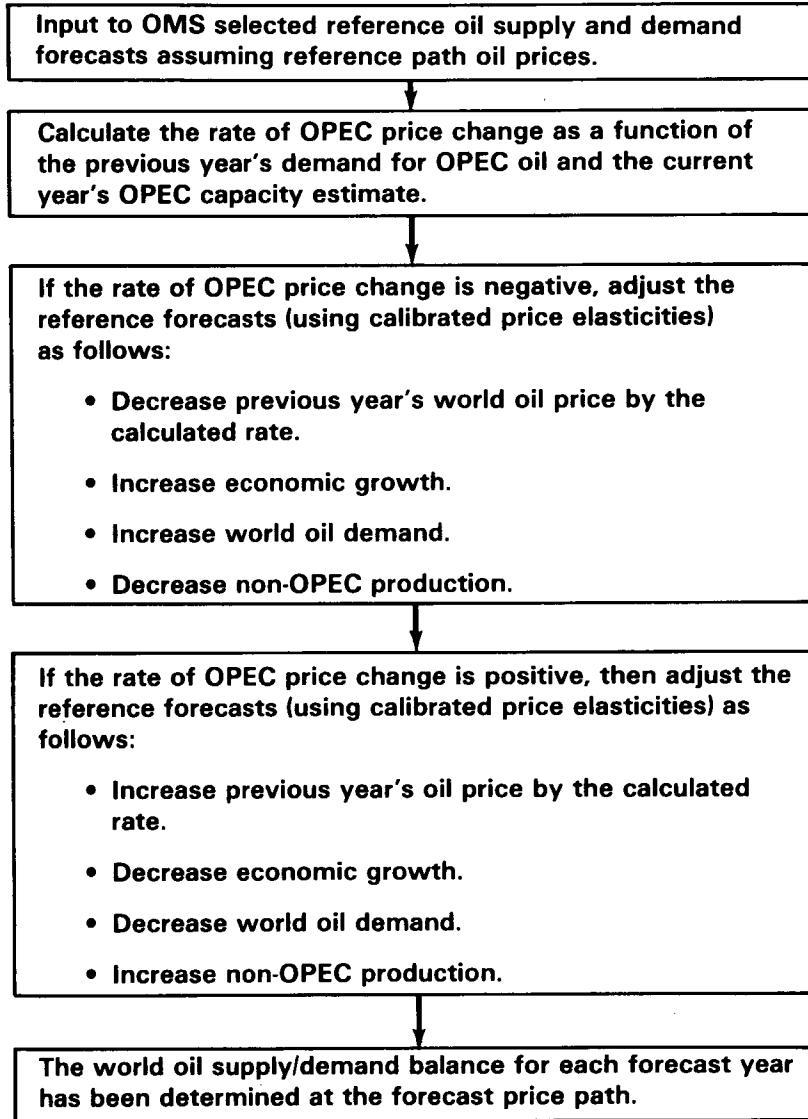 Input to OMS selected reference oil supply and demand
forecasts assuming reference path oil prices.
Calculate the rate of OPEC price change as a function of
the previous year's demand for OPEC oil and the current
year's OPEC capacity estimate.
If the rate of OPEC price change is negative, adjust the
reference forecasts (using calibrated price elasticities)
as follows:
• Decrease previous year's world oil price by the
calculated rate.
• Increase economic growth.
• Increase world oil demand.
• Decrease non-OPEC production.
If the rate of OPEC price change is positive, then adjust the
reference forecasts (using calibrated price elasticities) as
follows:
• Increase previous year's oil price by the calculated
rate.
• Decrease economic growth.
• Decrease world oil demand.
• Increase non-OPEC production.
The world oil supply/demand balance for each forecast year
has been determined at the forecast price path.